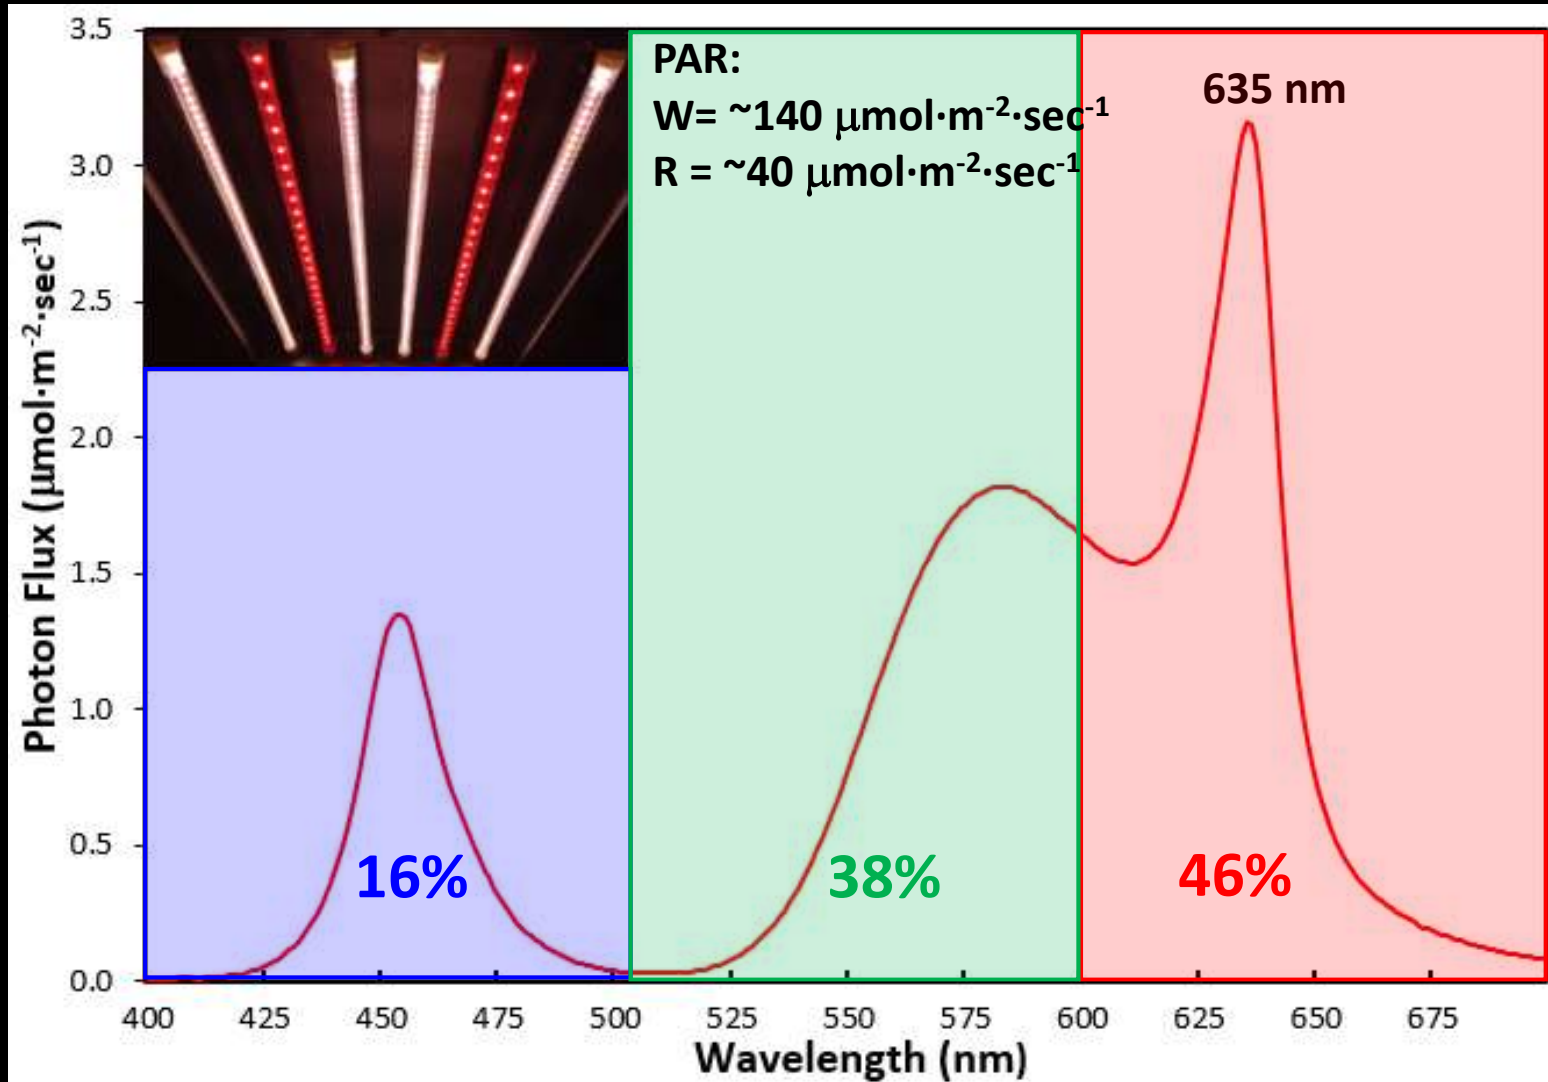 3.5
3.0
2.5
2.0
1.5
1.0
0.5
0.0
Photon Flux (µmol·m⁻²·sec⁻¹)
PAR:
W= ~140 µmol·m⁻²·sec⁻¹
R = ~40 µmol·m⁻²·sec⁻¹
635 nm
16%
38%
46%
400 425 450 475 500 525 550 575 600 625 650 675
Wavelength (nm)